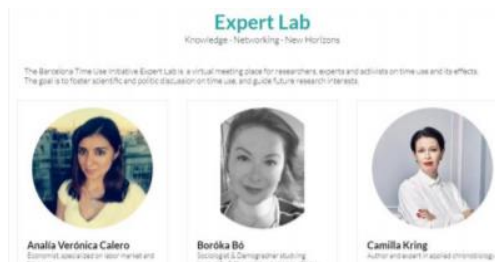 Expert Lab
Knowledge - Networking - New Horizons
The Barcelona Time Use Initiative Expert Lab is a virtual meeting place for researchers, experts and activists on time use and its effects.
The goal is to foster scientific and politic discussion on time use, and guide future research interests.
Analía Verónica Calero
Economist, specialized on labor market and
Boróka Bó
Sociologist & Demographer studying
Camilla Kring
Author and expert in applied chronobiology